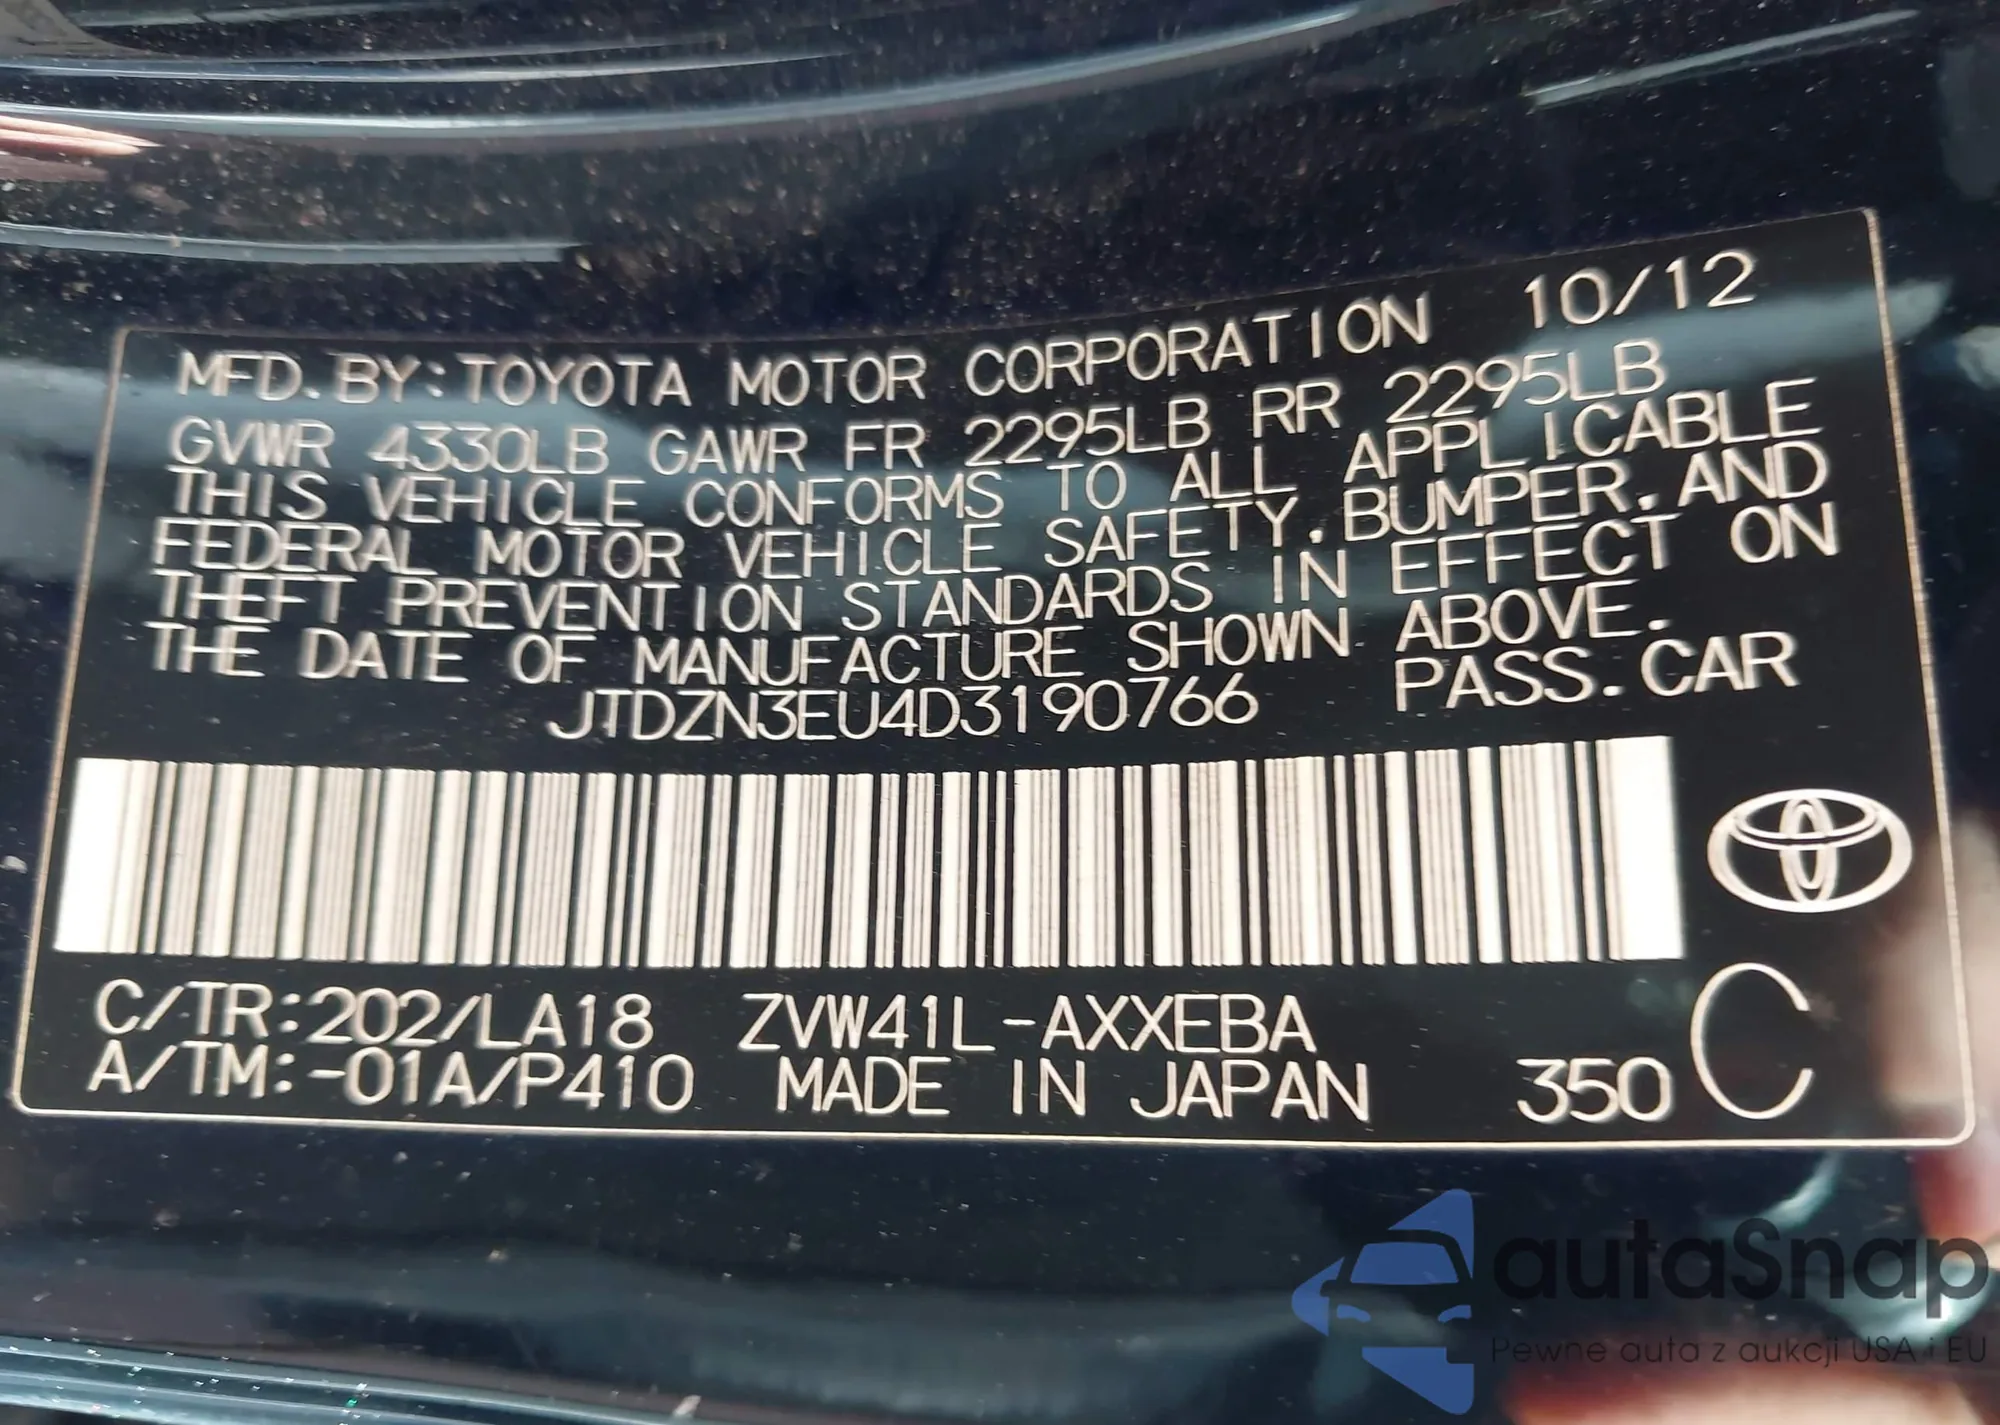 MFD.BY:TOYOTA MOTOR CORPORATION 10/12
GVWR 4330LB GAWR FR 2295LB RR 2295LB
THIS VEHICLE CONFORMS TO ALL APPLICABLE
FEDERAL MOTOR VEHICLE SAFETY,BUMPER,AND
THEFT PREVENTION STANDARDS IN EFFECT ON
THE DATE OF MANUFACTURE SHOWN ABOVE.
JTDZN3EU4D3190766 PASS.CAR
C/TR:202/LA18 ZVW41L-AXXEBA
A/TM:-01A/P410 MADE IN JAPAN 350 C
autaSnap
Pewne auta z aukcji USA i EU